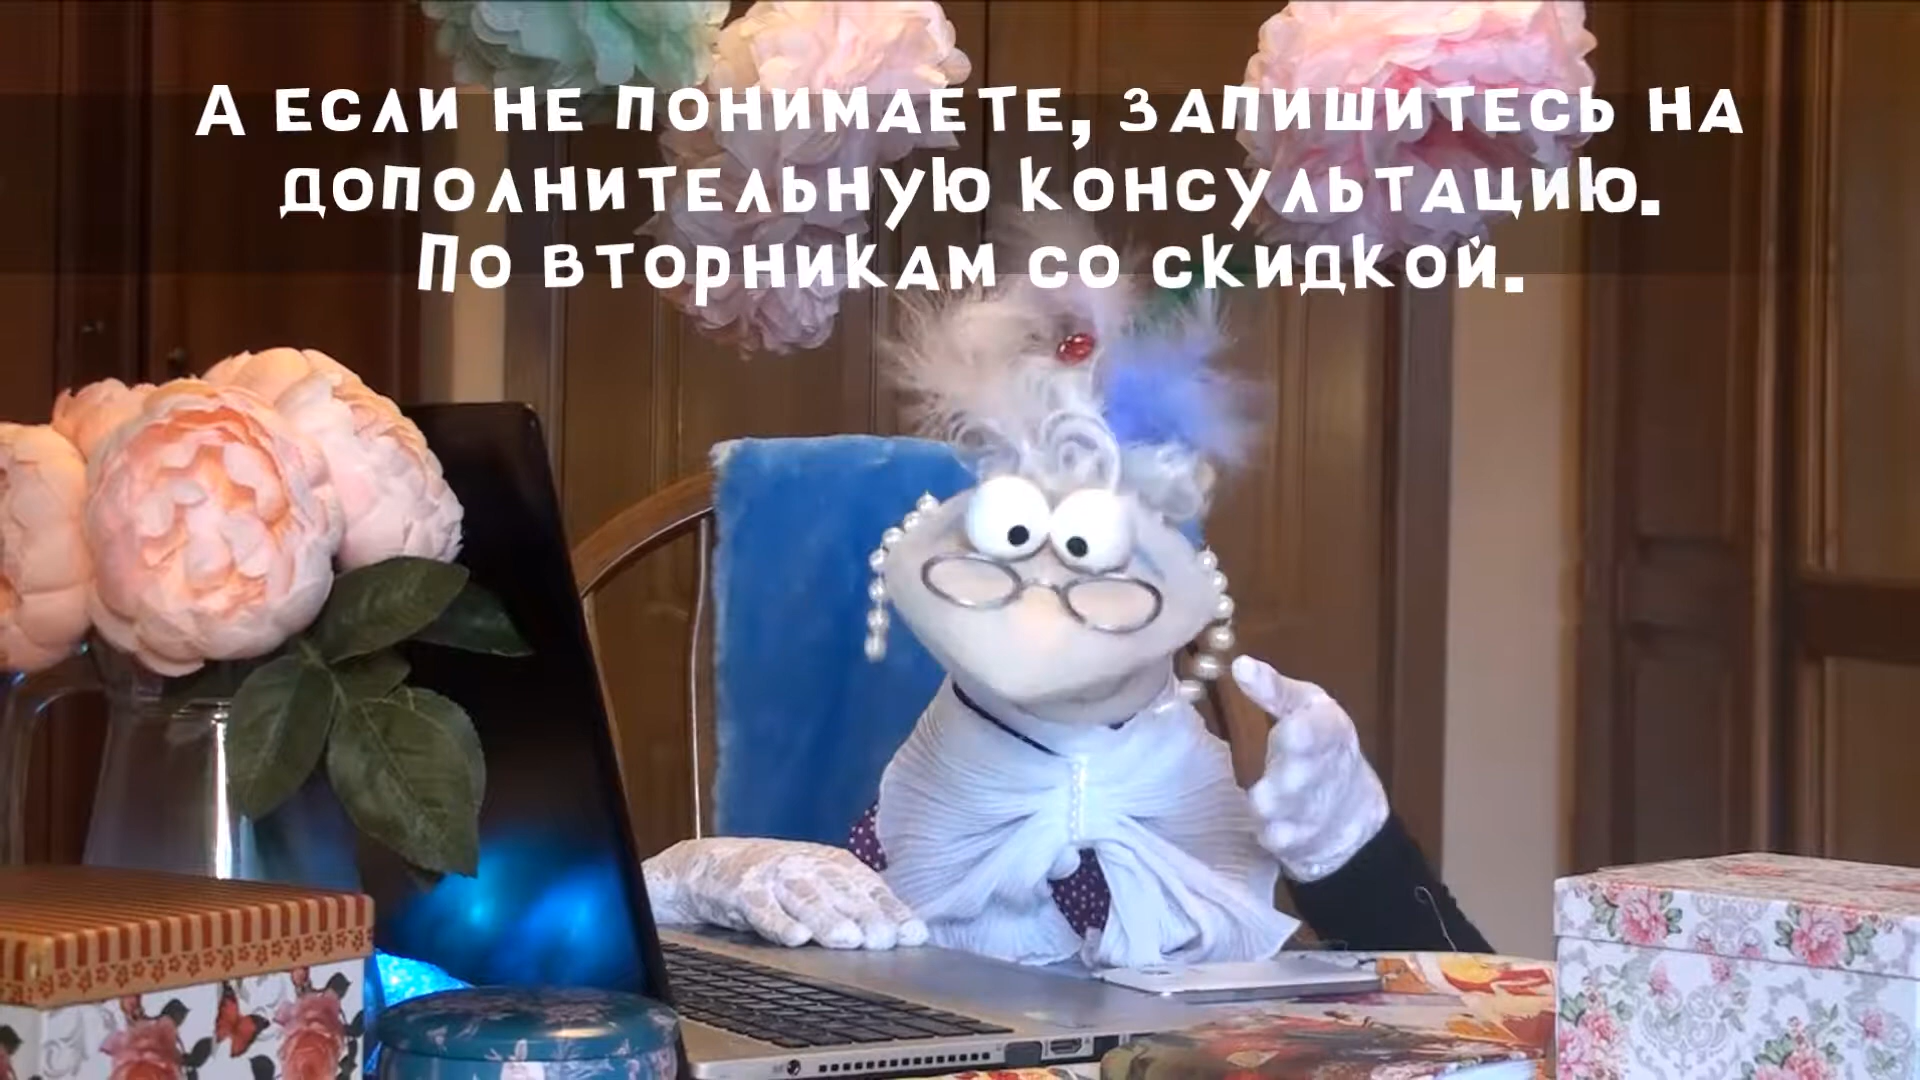 А если не понимаете, запишитесь на
дополнительную консультацию.
По вторникам со скидкой.